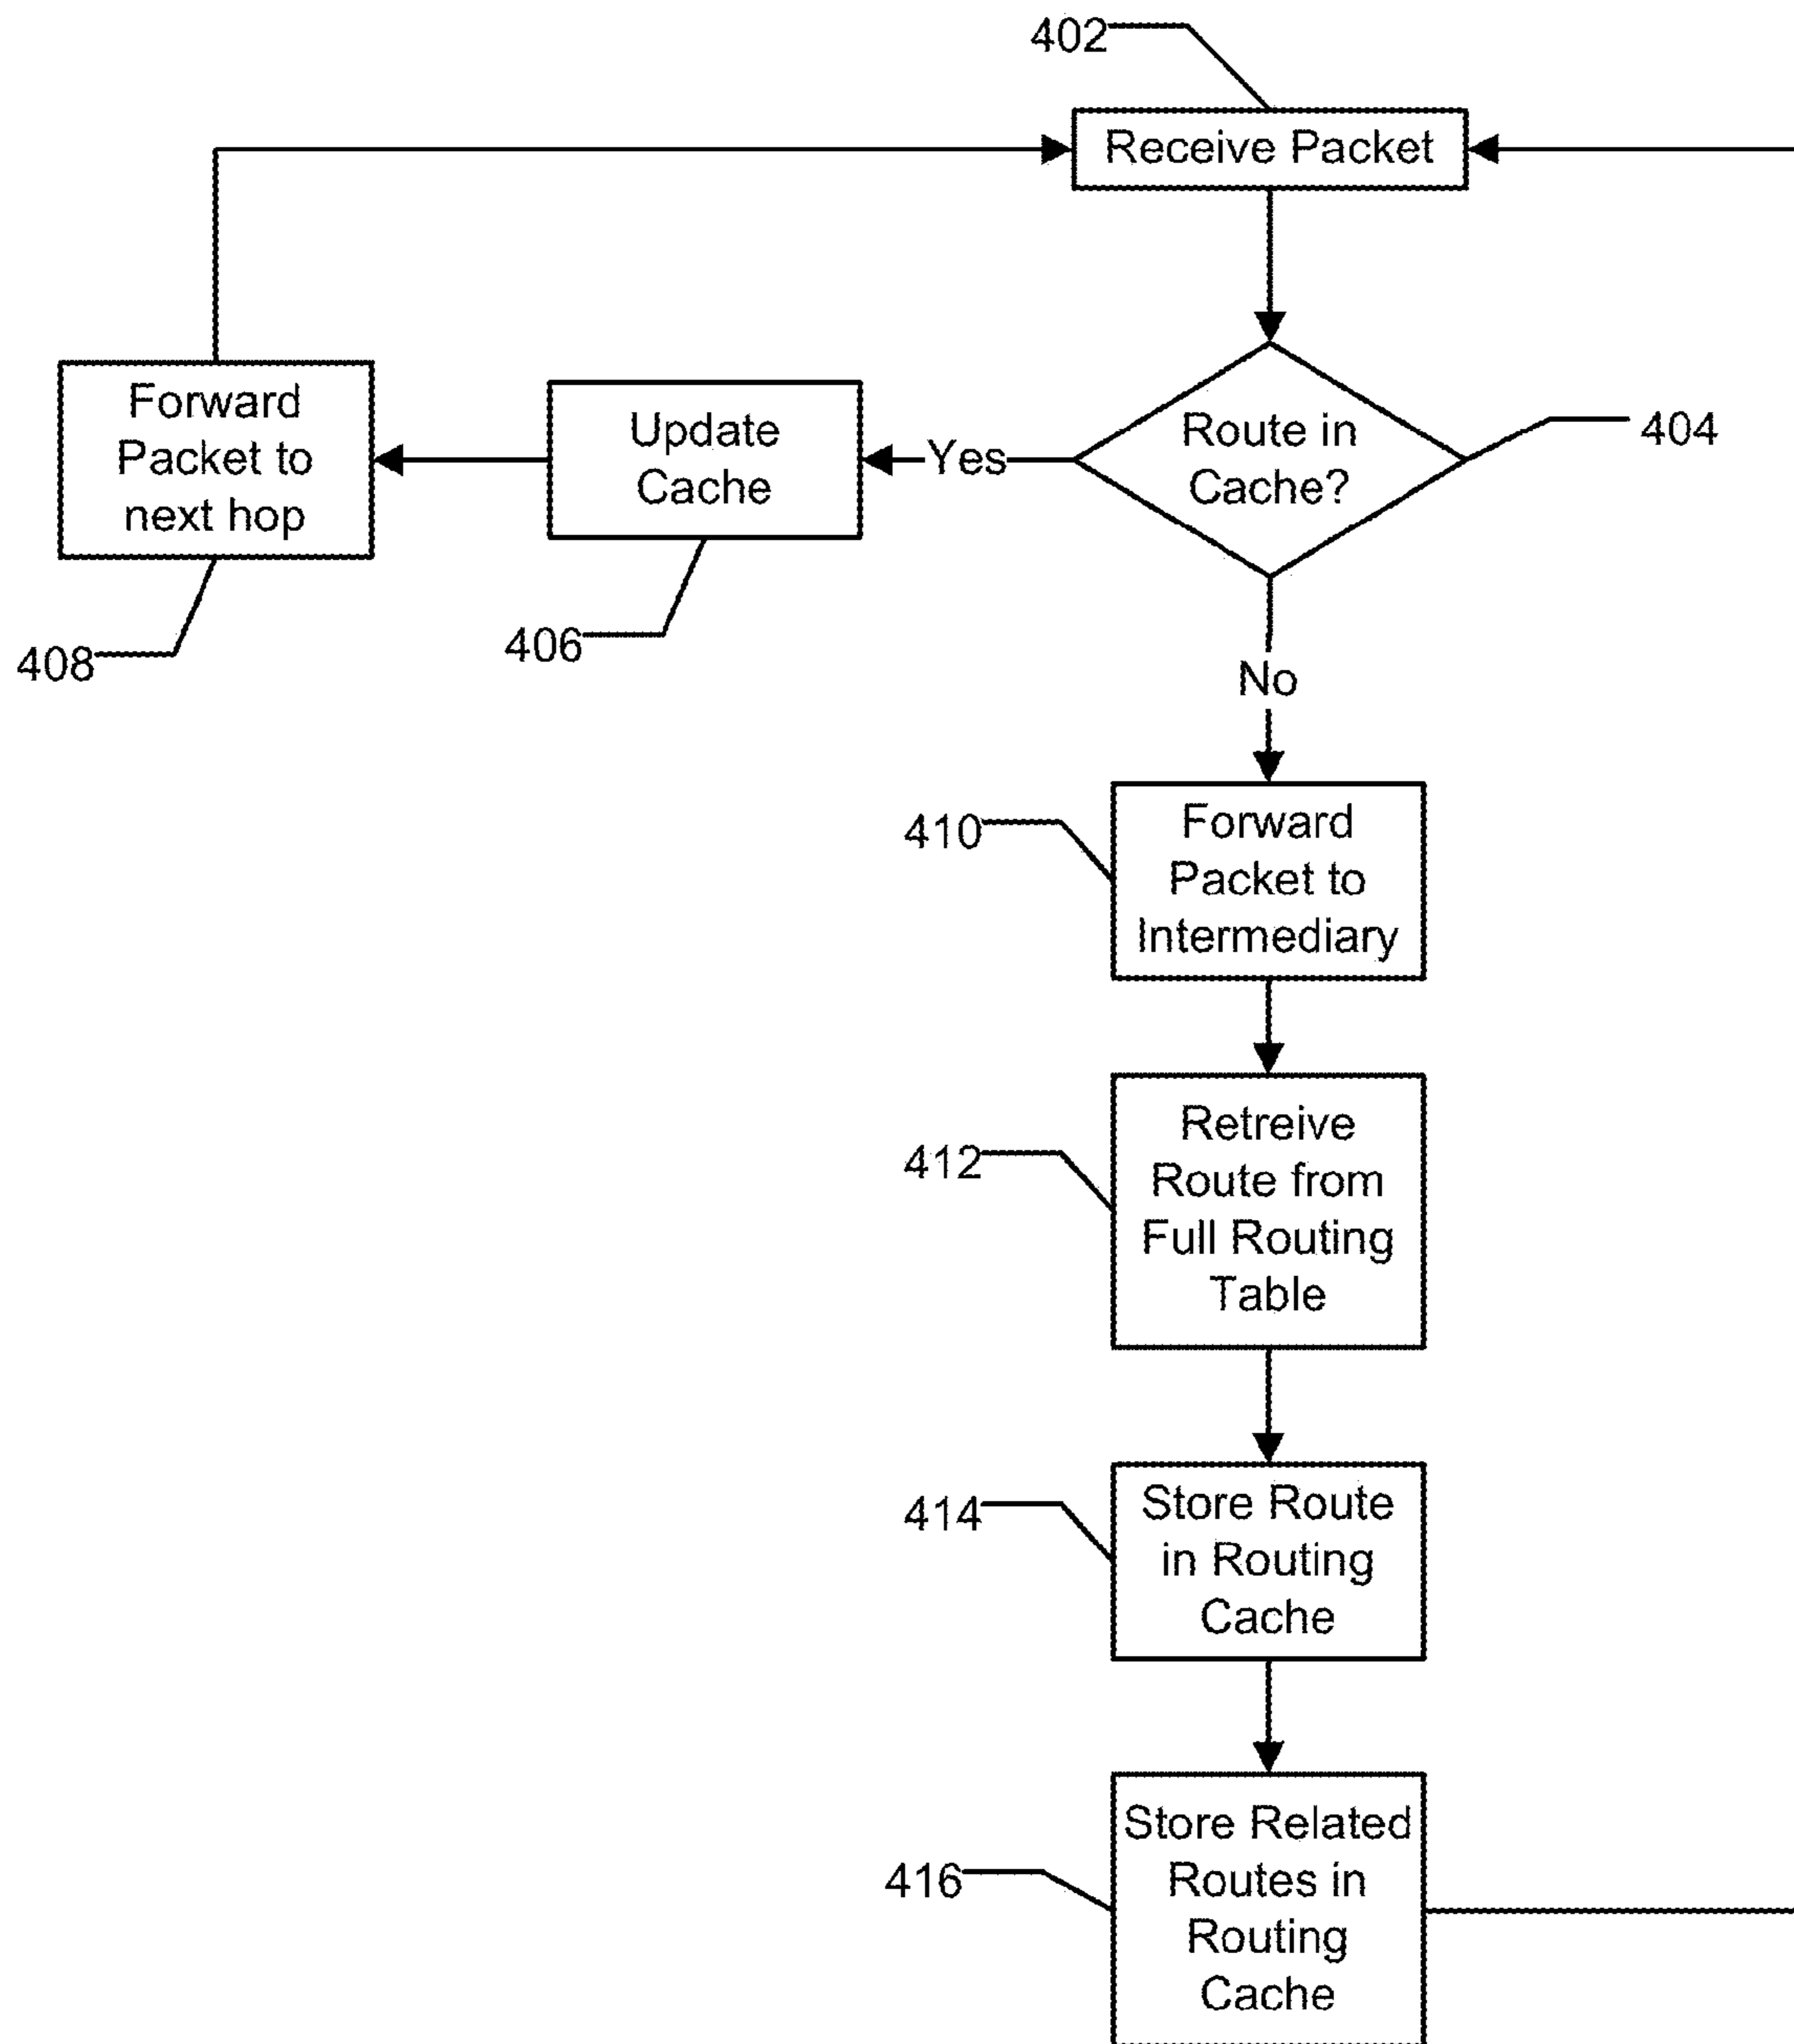 402
Receive Packet
Route in
Cache?
404
Yes
Update
Cache
406
Forward
Packet to
next hop
408
No
410
Forward
Packet to
Intermediary
412
Retreive
Route from
Full Routing
Table
414
Store Route
in Routing
Cache
416
Store Related
Routes in
Routing
Cache